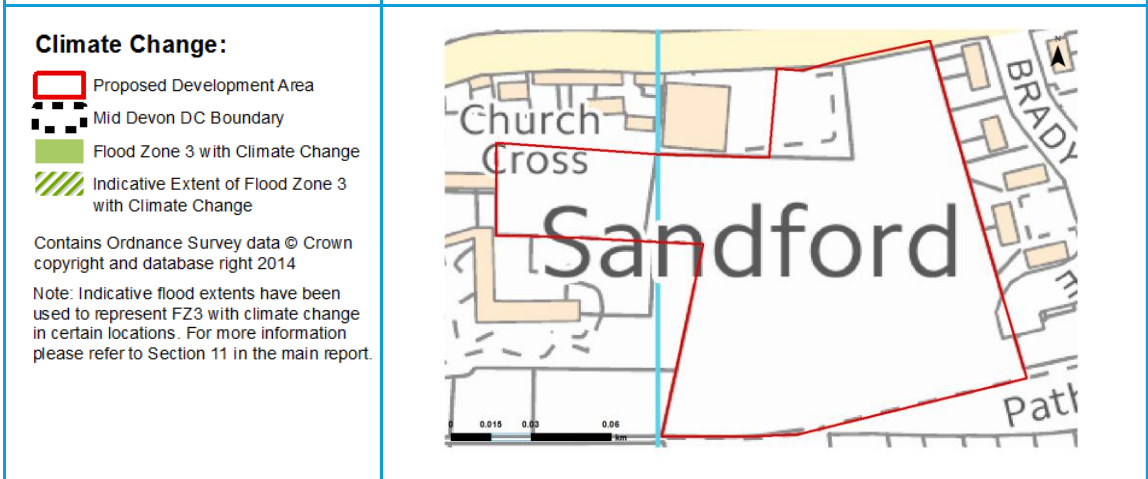 Climate Change:
Proposed Development Area
Mid Devon DC Boundary
Flood Zone 3 with Climate Change
Indicative Extent of Flood Zone 3
with Climate Change
Contains Ordnance Survey data © Crown
copyright and database right 2014
Note: Indicative flood extents have been
used to represent FZ3 with climate change
in certain locations. For more information
please refer to Section 11 in the main report.
N
BRADY
Church
Cross
Sandford
Path
0 0.015 0.03 0.06
km